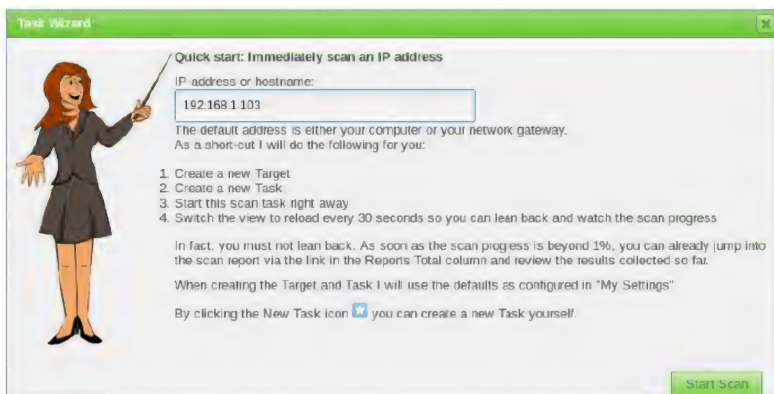 Task Wizard
Quick start: Immediately scan an IP address
IP address or hostname:
192.168.1.103
The default address is either your computer or your network gateway.
As a short-cut I will do the following for you:
1. Create a new Target
2. Create a new Task
3. Start this scan task right away
4. Switch the view to reload every 30 seconds so you can lean back and watch the scan progress
In fact, you must not lean back. As soon as the scan progress is beyond 1%, you can already jump into
the scan report via the link in the Reports Total column and review the results collected so far.
When creating the Target and Task I will use the defaults as configured in "My Settings"
By clicking the New Task icon you can create a new Task yourself.
Start Scan